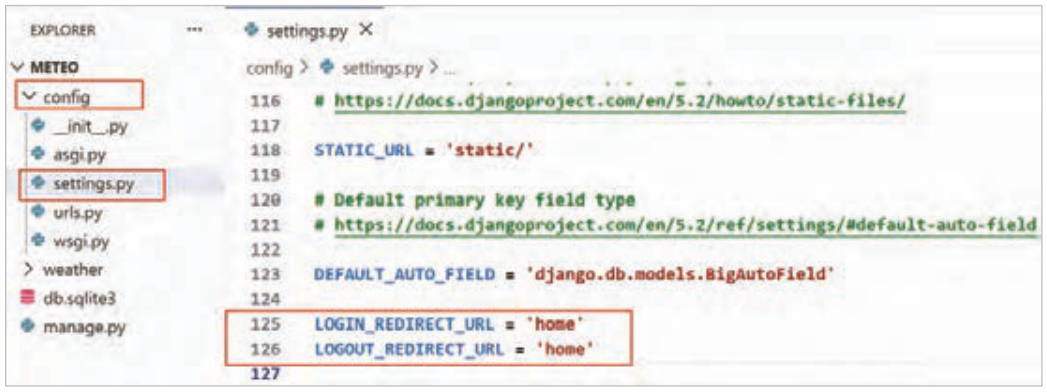 EXPLORER ...
METEO
config
__init__.py
asgi.py
settings.py
urls.py
wsgi.py
weather
db.sqlite3
manage.py
settings.py ×
config > settings.py > ...
116 # https://docs.djangoproject.com/en/5.2/howto/static-files/
117
118 STATIC_URL = 'static/'
119
120 # Default primary key field type
121 # https://docs.djangoproject.com/en/5.2/ref/settings/#default-auto-field
122
123 DEFAULT_AUTO_FIELD = 'django.db.models.BigAutoField'
124
125 LOGIN_REDIRECT_URL = 'home'
126 LOGOUT_REDIRECT_URL = 'home'
127